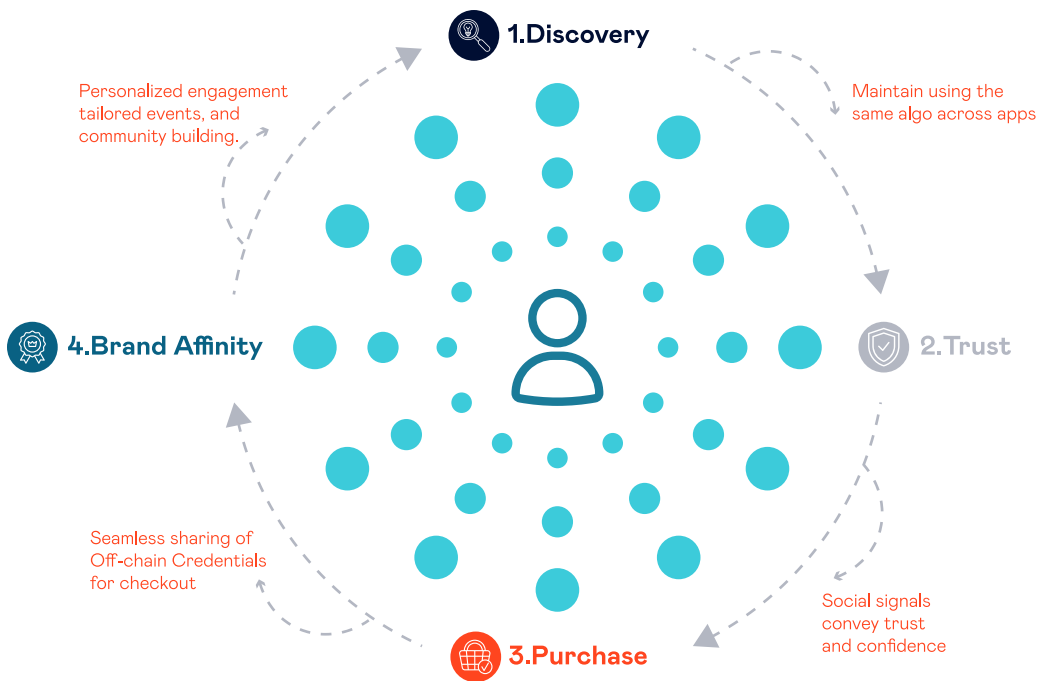 1.Discovery
Maintain using the
same algo across apps
2.Trust
Social signals
convey trust
and confidence
3.Purchase
Seamless sharing of
Off-chain Credentials
for checkout
4.Brand Affinity
Personalized engagement
tailored events, and
community building.